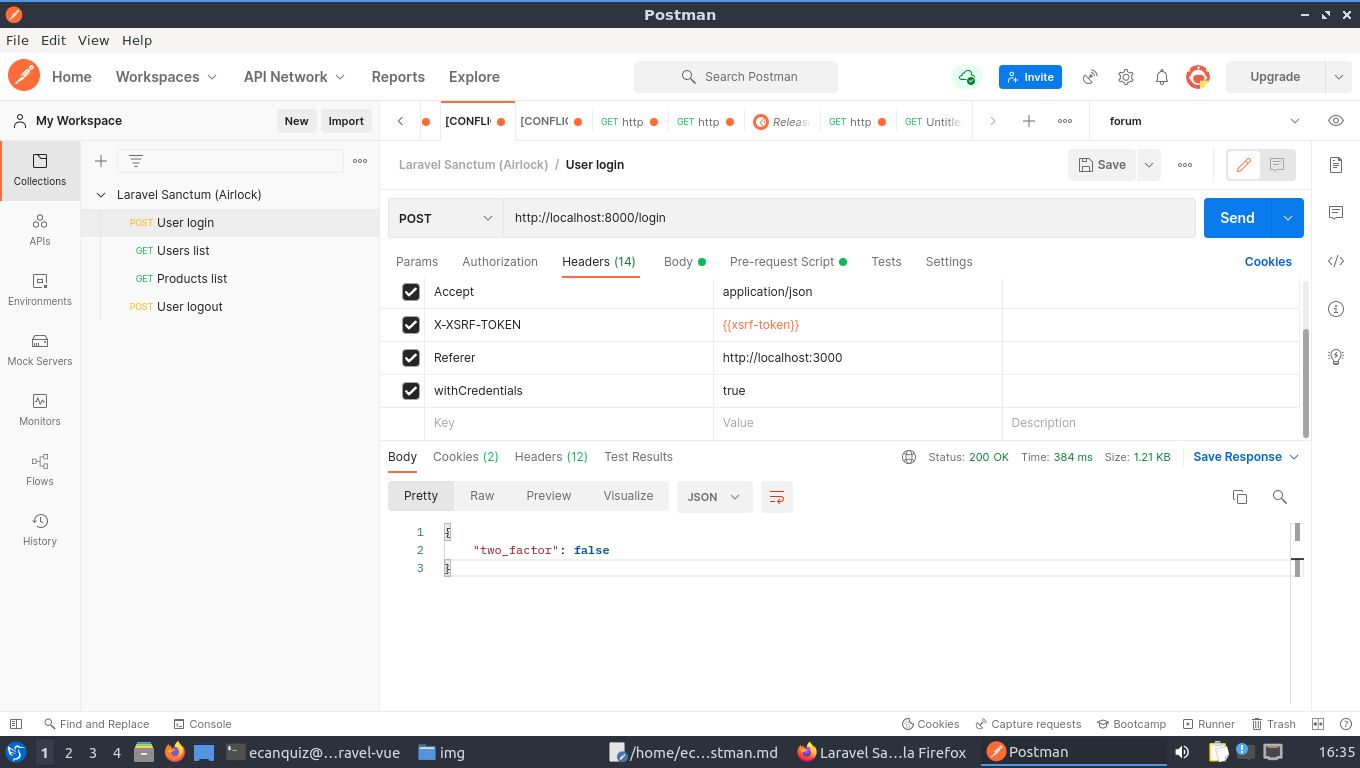 Postman
File Edit View Help
Home Workspaces API Network Reports Explore Search Postman Invite Upgrade
My Workspace New Import [CONFLI [CONFLIC GET http GET http Releas GET http GET Untitle forum
Collections
APIs
Environments
Mock Servers
Monitors
Flows
History
Laravel Sanctum (Airlock)
POST User login
GET Users list
GET Products list
POST User logout
Laravel Sanctum (Airlock) / User login Save
POST http://localhost:8000/login Send
Params Authorization Headers (14) Body Pre-request Script Tests Settings Cookies
Accept application/json
X-XSRF-TOKEN {{xsrf-token}}
Referer http://localhost:3000
withCredentials true
Key Value Description
Body Cookies (2) Headers (12) Test Results Status: 200 OK Time: 384 ms Size: 1.21 KB Save Response
Pretty Raw Preview Visualize JSON
1 {
2 "two_factor": false
3 }
Find and Replace Console Cookies Capture requests Bootcamp Runner Trash
1 2 3 4 ecanquiz@...ravel-vue img /home/ec...stman.md Laravel Sa...la Firefox Postman 16:35